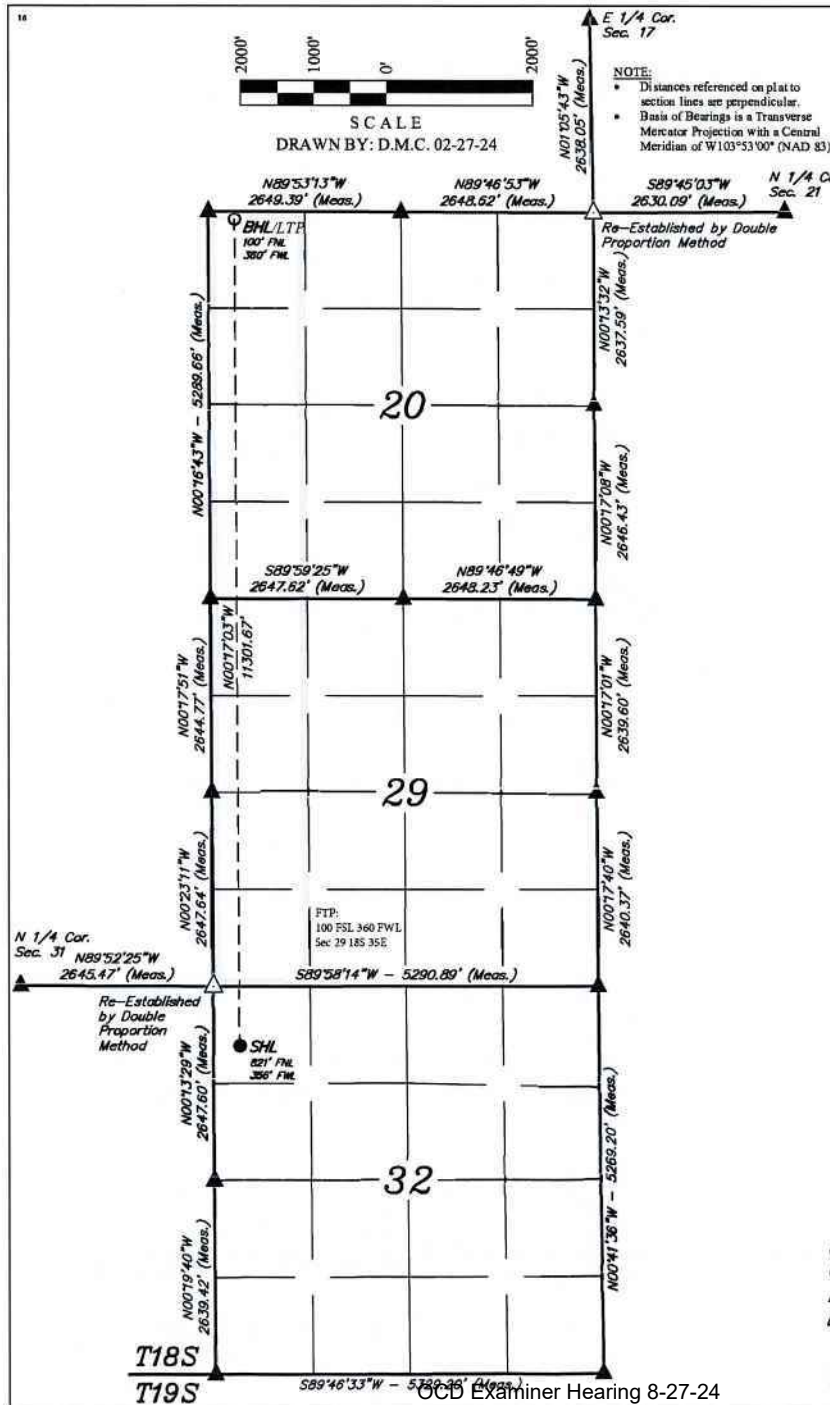 16
2000'
1000'
0'
2000'
SCALE
DRAWN BY: D.M.C. 02-27-24
E 1/4 Cor.
Sec. 17
NOTE:
• Distances referenced on plat to
section lines are perpendicular.
• Basis of Bearings is a Transverse
Mercator Projection with a Central
Meridian of W103°53'00" (NAD 83)
N01°05'43"W
2638.05' (Meas.)
N89°53'13"W
2649.39' (Meas.)
N89°46'53"W
2648.62' (Meas.)
S89°45'03"W
2630.09' (Meas.)
N 1/4 Co
Sec. 21
BHL/LTP
100' FNL
360' FWL
Re-Established by Double
Proportion Method
N00°16'43"W - 5289.66' (Meas.)
N00°13'32"W
2637.59' (Meas.)
20
N00°17'08"W
2646.43' (Meas.)
S89°59'25"W
2647.62' (Meas.)
N89°46'49"W
2648.23' (Meas.)
N00°17'51"W
2644.77' (Meas.)
N00°17'03"W
11301.67'
N00°17'01"W
2639.60' (Meas.)
29
N00°23'11"W
2647.64' (Meas.)
N00°17'40"W
2640.37' (Meas.)
FTP:
100 FSL 360 FWL
Sec 29 18S 35E
N 1/4 Cor.
Sec. 31
N89°52'25"W
2645.47' (Meas.)
S89°58'14"W - 5290.89' (Meas.)
Re-Established
by Double
Proportion
Method
SHL
821' FNL
356' FWL
N00°13'29"W
2647.60' (Meas.)
32
N00°41'36"W - 5269.20' (Meas.)
N00°19'40"W
2639.42' (Meas.)
T18S
T19S
S89°46'33"W - (Meas.)
OCD Examiner Hearing 8-27-24